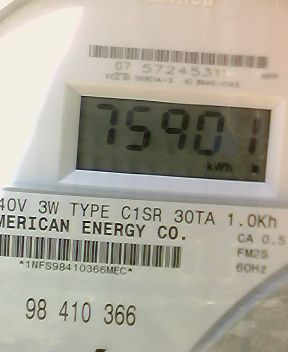 07 57245311
75901
kWh
40V 3W TYPE C1SR 30TA 1.0Kh
MERICAN ENERGY CO.
CA 0.5
FM2S
60Hz
*1NFS98410366MEC*
98 410 366